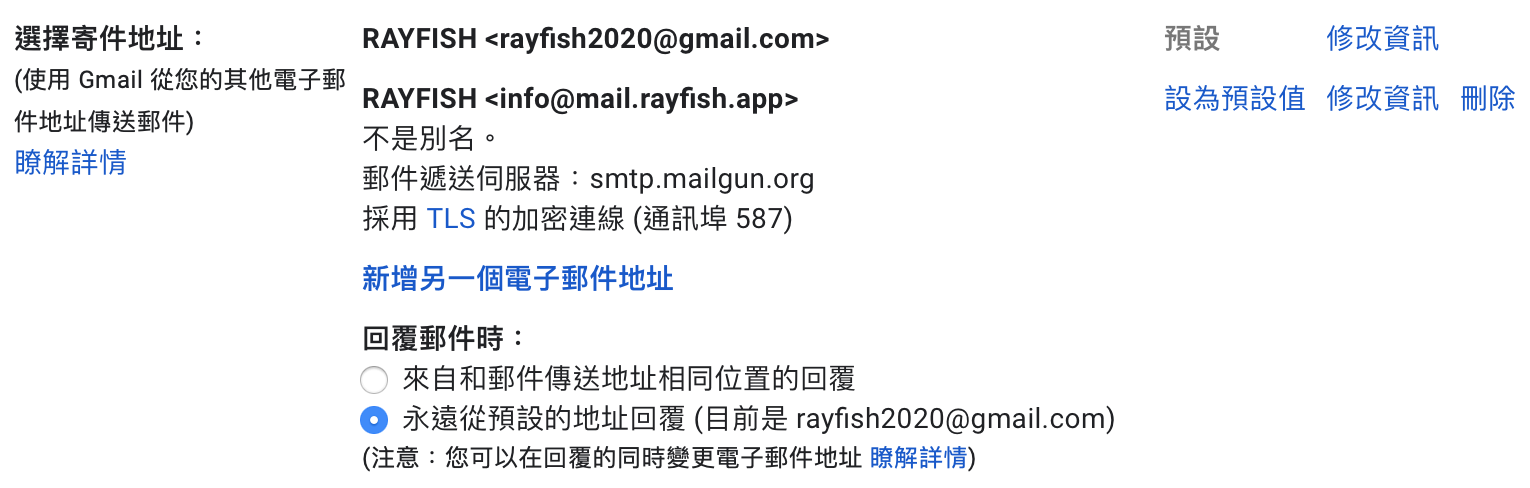 選擇寄件地址：
(使用 Gmail 從您的其他電子郵
件地址傳送郵件)
瞭解詳情
RAYFISH <rayfish2020@gmail.com>
預設 修改資訊
RAYFISH <info@mail.rayfish.app>
設為預設值 修改資訊 刪除
不是別名。
郵件遞送伺服器：smtp.mailgun.org
採用 TLS 的加密連線 (通訊埠 587)
新增另一個電子郵件地址
回覆郵件時：
來自和郵件傳送地址相同位置的回覆
永遠從預設的地址回覆 (目前是 rayfish2020@gmail.com)
(注意：您可以在回覆的同時變更電子郵件地址 瞭解詳情)